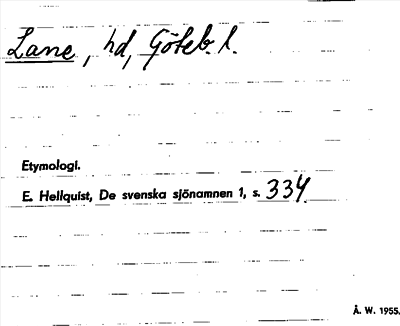 Lane, hd, Göteb. l.
Etymologi.
E. Hellquist, De svenska sjönamnen 1, s. 334
Å. W. 1955.